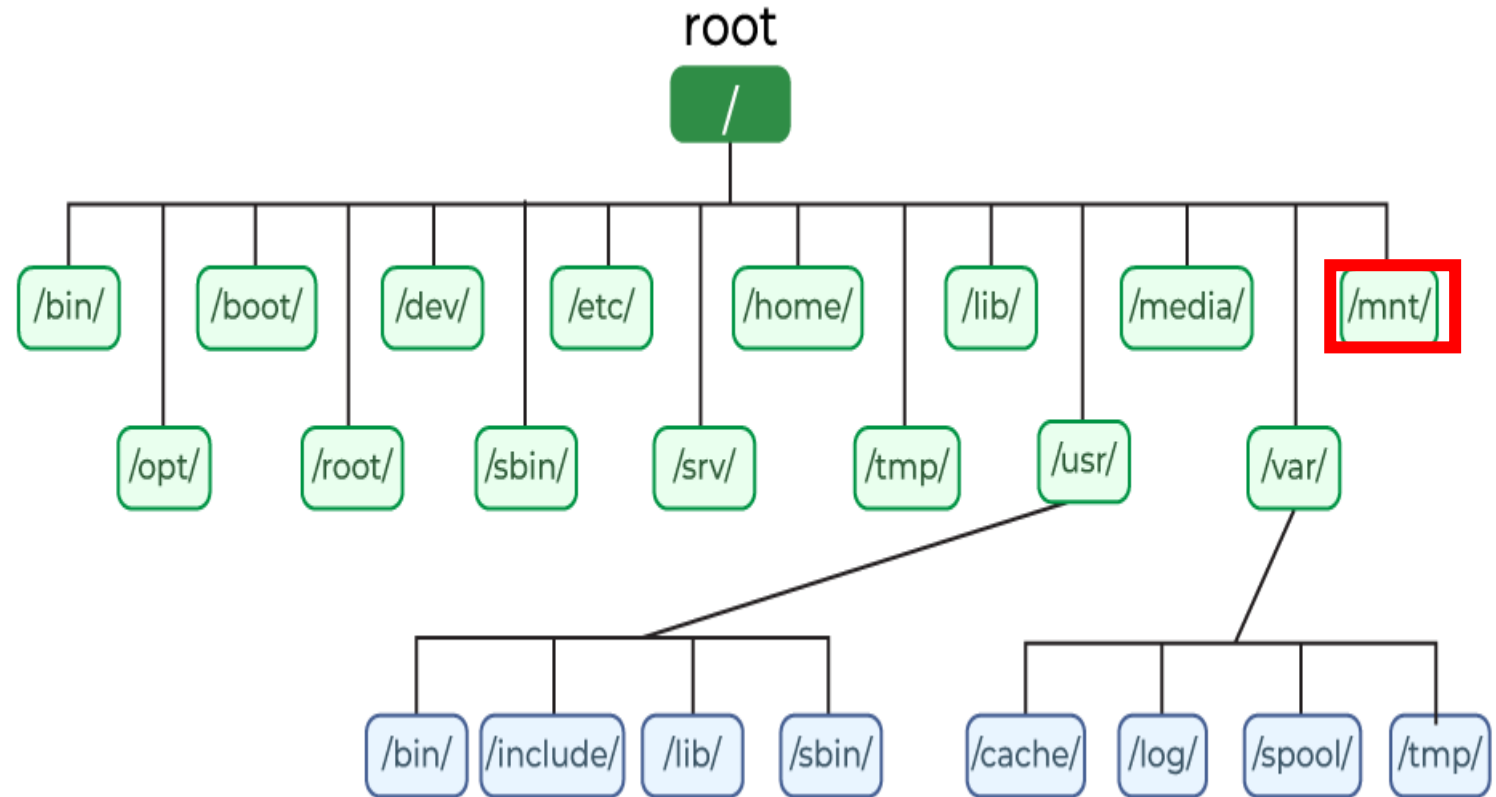 root
/
/bin/
/boot/
/dev/
/etc/
/home/
/lib/
/media/
/mnt/
/opt/
/root/
/sbin/
/srv/
/tmp/
/usr/
/var/
/bin/
/include/
/lib/
/sbin/
/cache/
/log/
/spool/
/tmp/